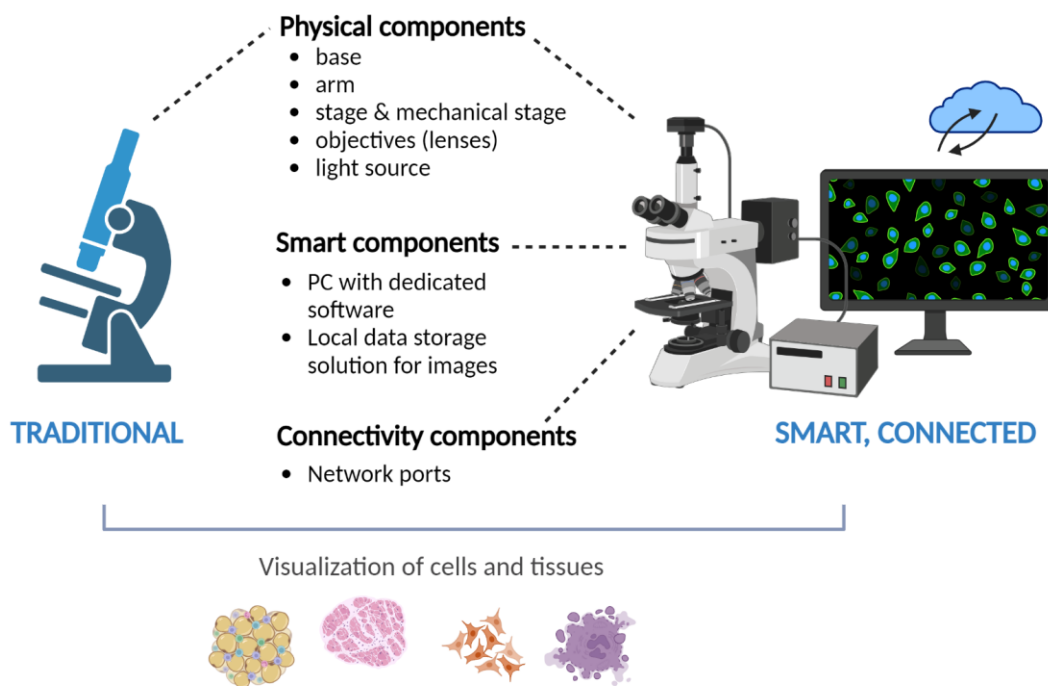 Physical components
• base
• arm
• stage & mechanical stage
• objectives (lenses)
• light source
Smart components
• PC with dedicated
software
• Local data storage
solution for images
TRADITIONAL
Connectivity components
• Network ports
SMART, CONNECTED
Visualization of cells and tissues